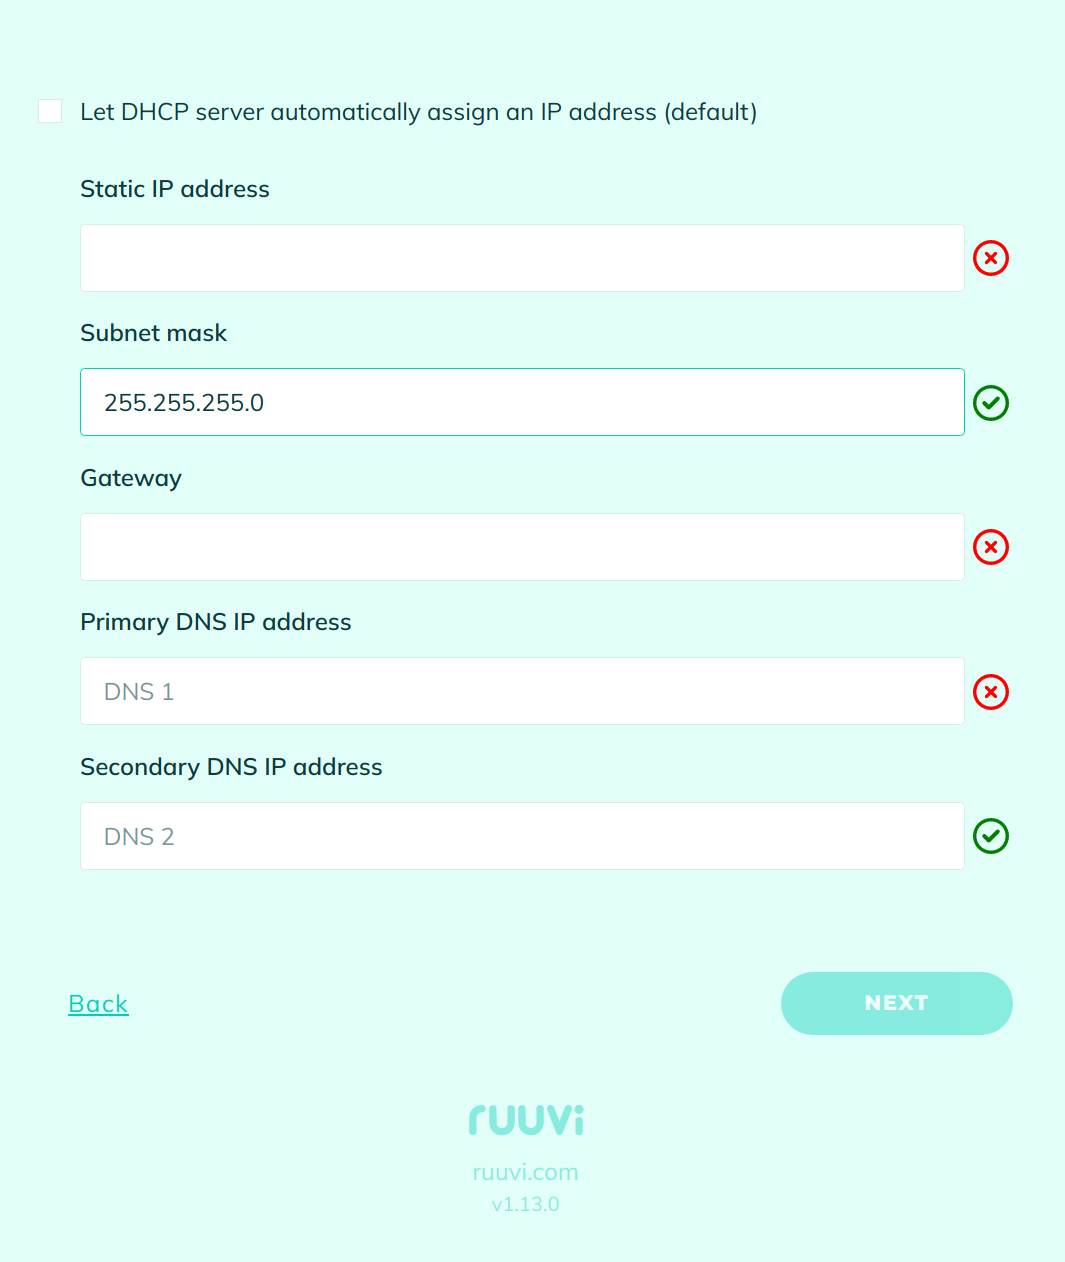 Let DHCP server automatically assign an IP address (default)
Static IP address
Subnet mask
255.255.255.0
Gateway
Primary DNS IP address
DNS 1
Secondary DNS IP address
DNS 2
Back
NEXT
ruuvi
ruuvi.com
v1.13.0